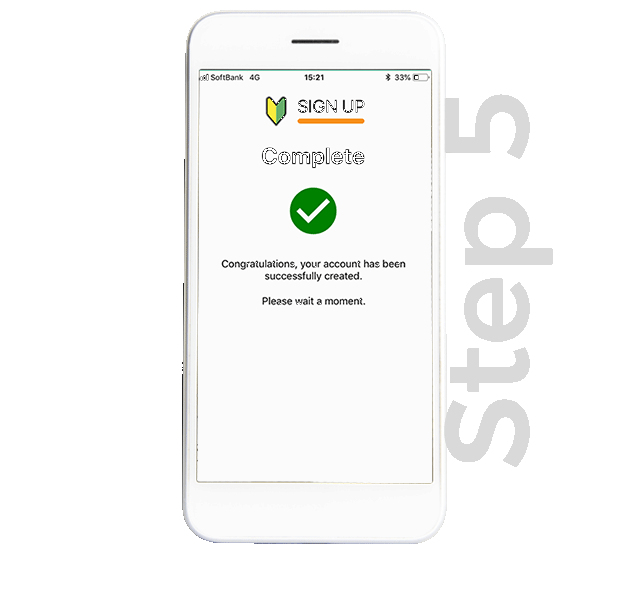 SoftBank 4G 15:21 33%
SIGN UP
Complete
Congratulations, your account has been
successfully created.
Please wait a moment.
Step 5